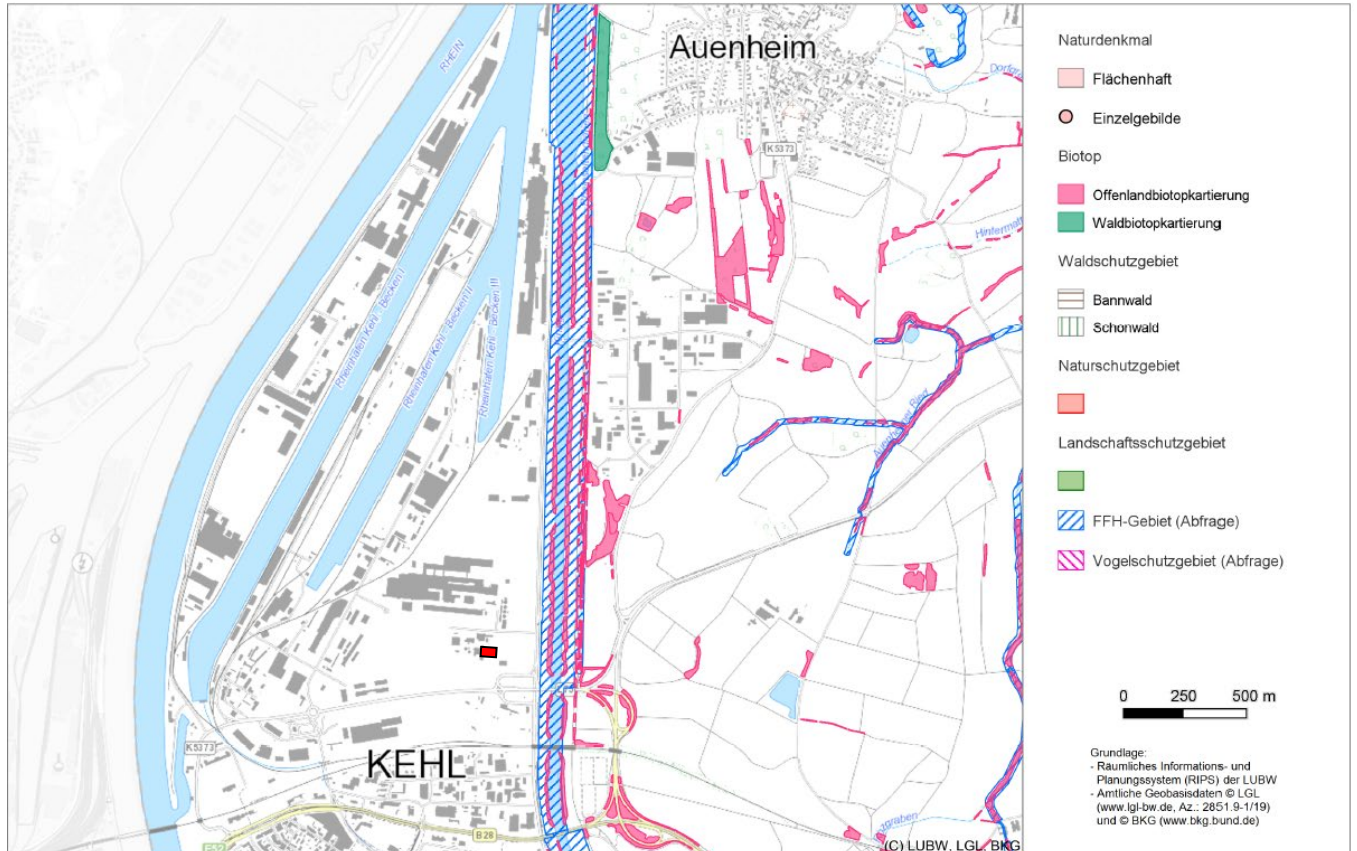 Auenheim
RHEIN
K 5373
Rheinhafen Kehl - Becken I
Rheinhafen Kehl - Becken II
Rheinhafen Kehl - Becken III
K 5373
KEHL
B 28
(C) LUBW, LGL, BKG
Naturdenkmal
Flächenhaft
Einzelgebilde
Biotop
Offenlandbiotopkartierung
Waldbiotopkartierung
Waldschutzgebiet
Bannwald
Schonwald
Naturschutzgebiet
Landschaftsschutzgebiet
FFH-Gebiet (Abfrage)
Vogelschutzgebiet (Abfrage)
0 250 500 m
Grundlage:
- Räumliches Informations- und
Planungssystem (RIPS) der LUBW
- Amtliche Geobasisdaten © LGL
(www.lgl-bw.de, Az.: 2851.9-1/19)
und © BKG (www.bkg.bund.de)